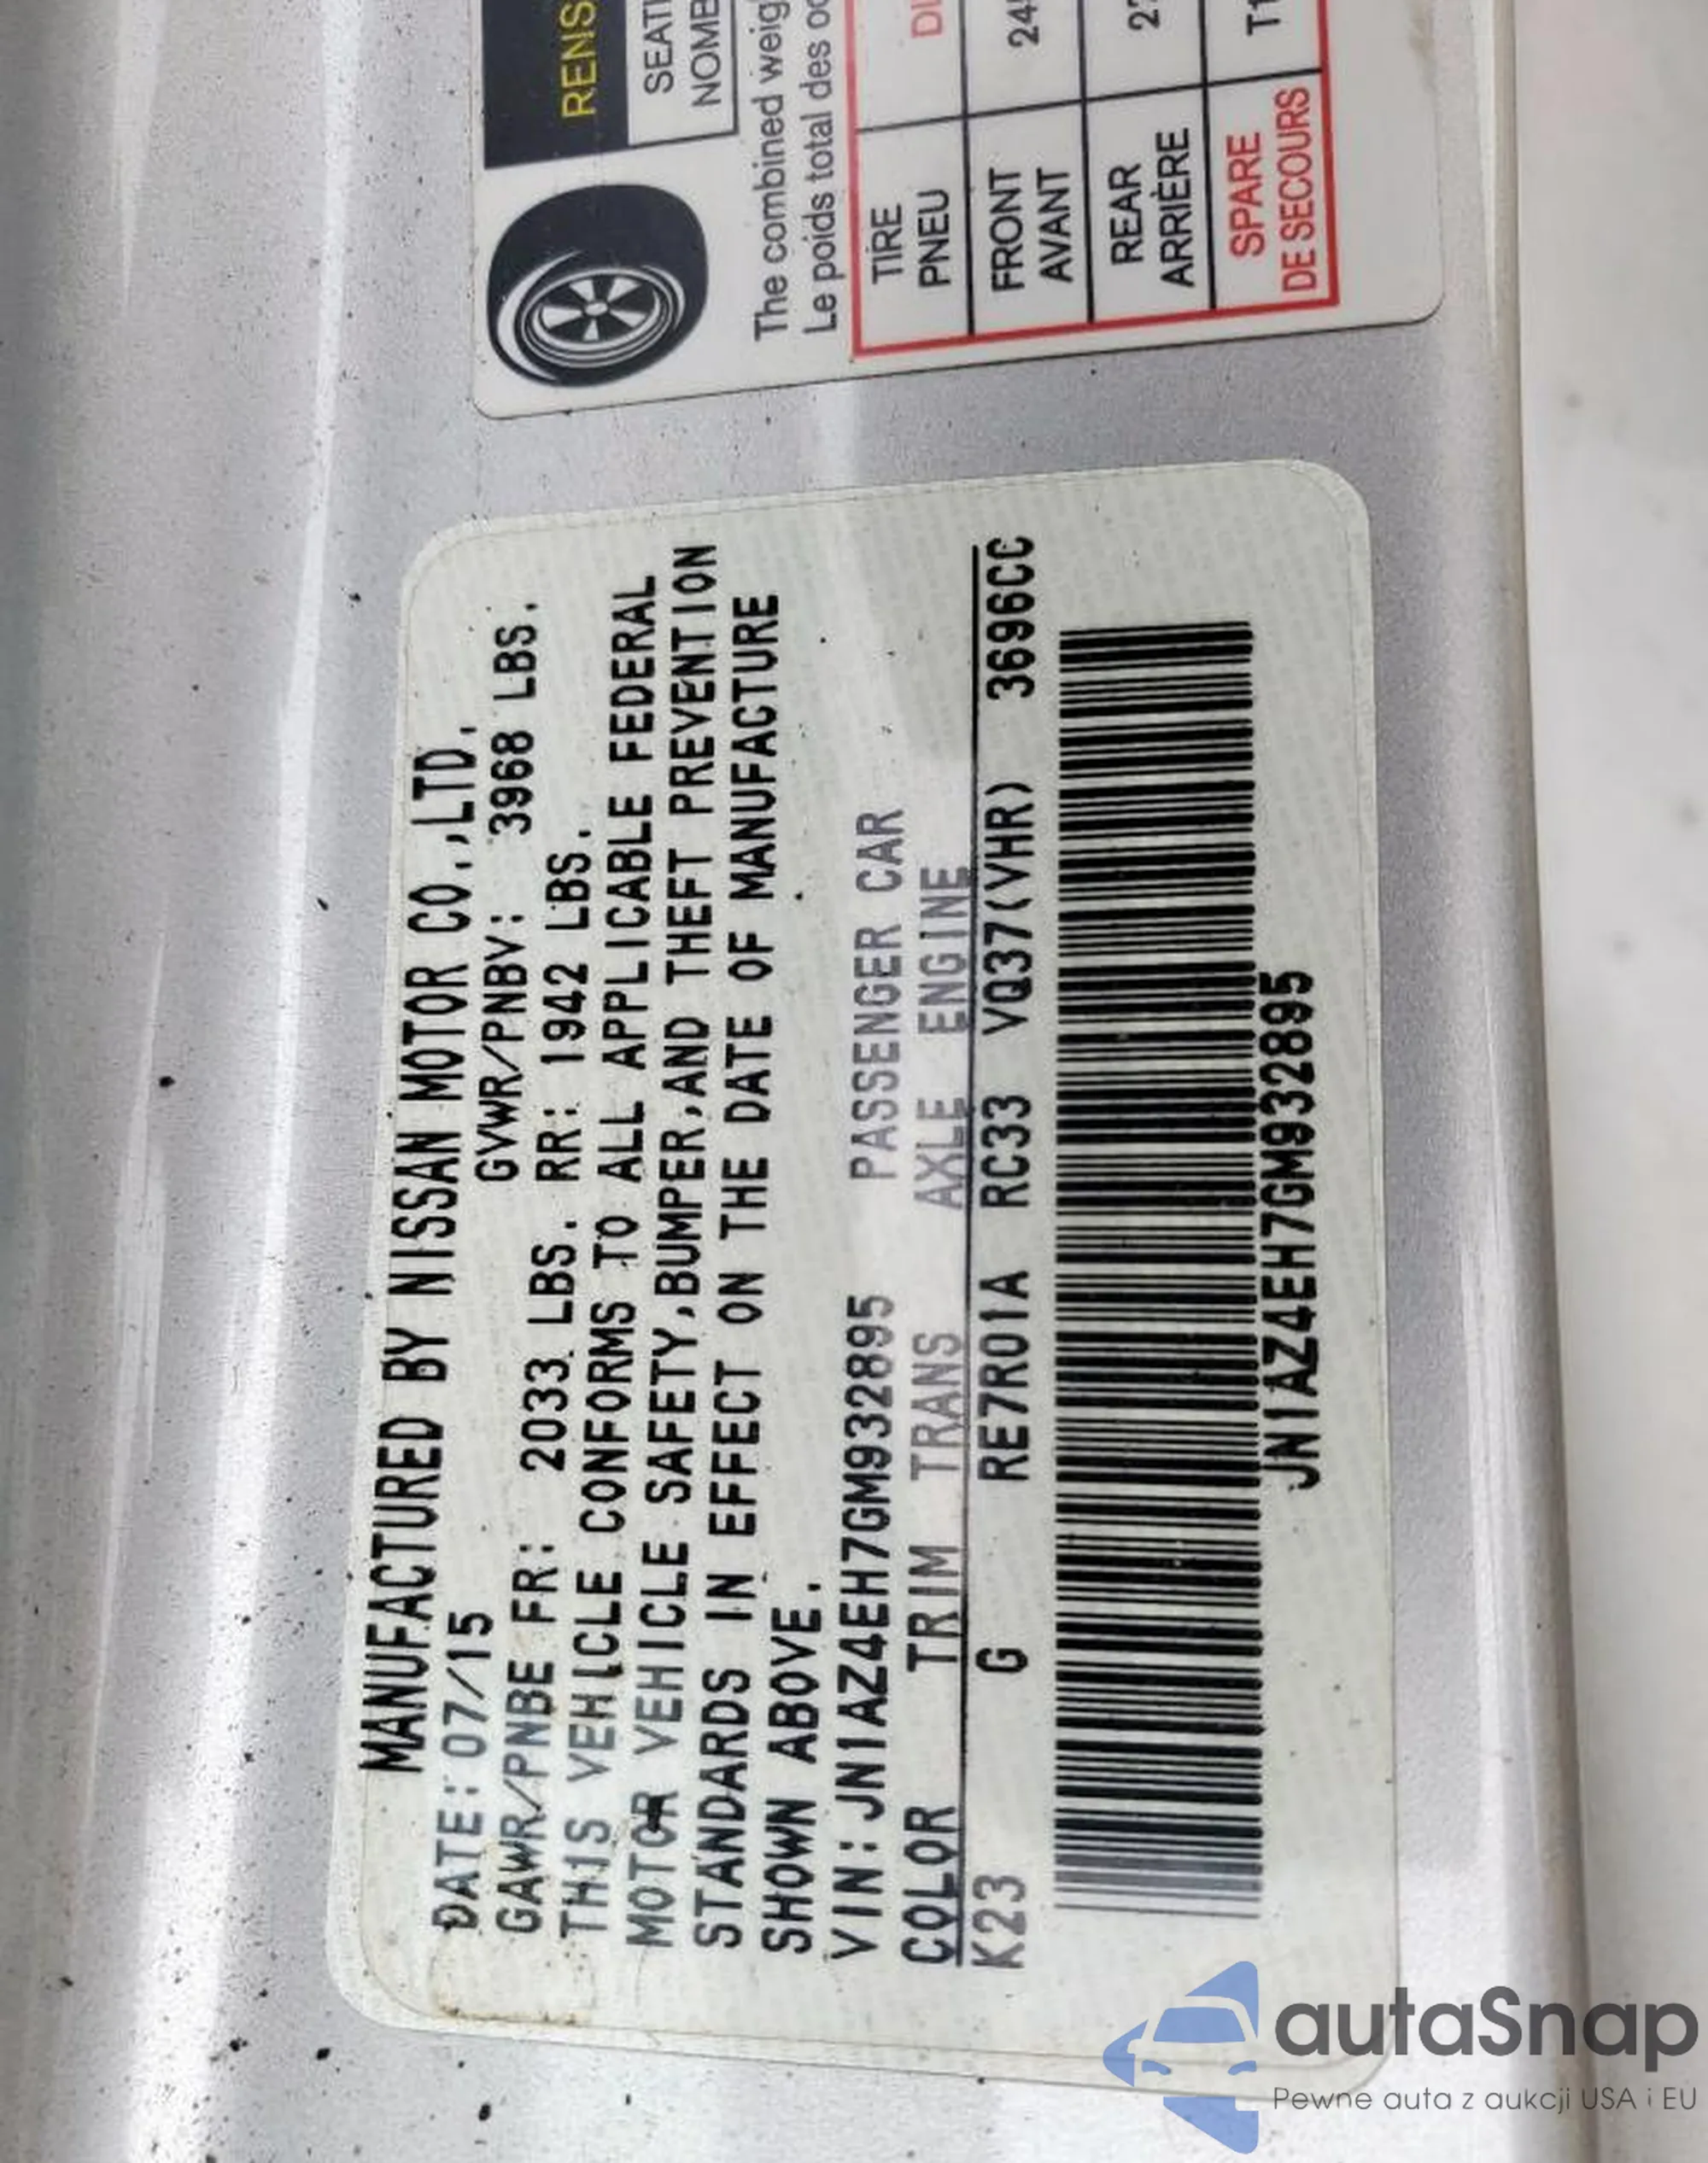 MANUFACTURED BY NISSAN MOTOR CO.,LTD.
DATE:07/15 GVWR/PNBV: 3968 LBS.
GAWR/PNBE FR: 2033 LBS. RR: 1942 LBS.
THIS VEHICLE CONFORMS TO ALL APPLICABLE FEDERAL
MOTOR VEHICLE SAFETY,BUMPER,AND THEFT PREVENTION
STANDARDS IN EFFECT ON THE DATE OF MANUFACTURE
SHOWN ABOVE.
VIN:JN1AZ4EH7GM932895 PASSENGER CAR
COLOR TRIM TRANS AXLE ENGINE
K23 G RE7R01A RC33 VQ37(VHR) 3696CC
JN1AZ4EH7GM932895
RENS
SEATI
NOMB
The combined weig
Le poids total des oc
TIRE
PNEU
FRONT
AVANT
24
REAR
ARRIÈRE
27
SPARE
DE SECOURS
T1
autaSnap
Pewne auta z aukcji USA i EU